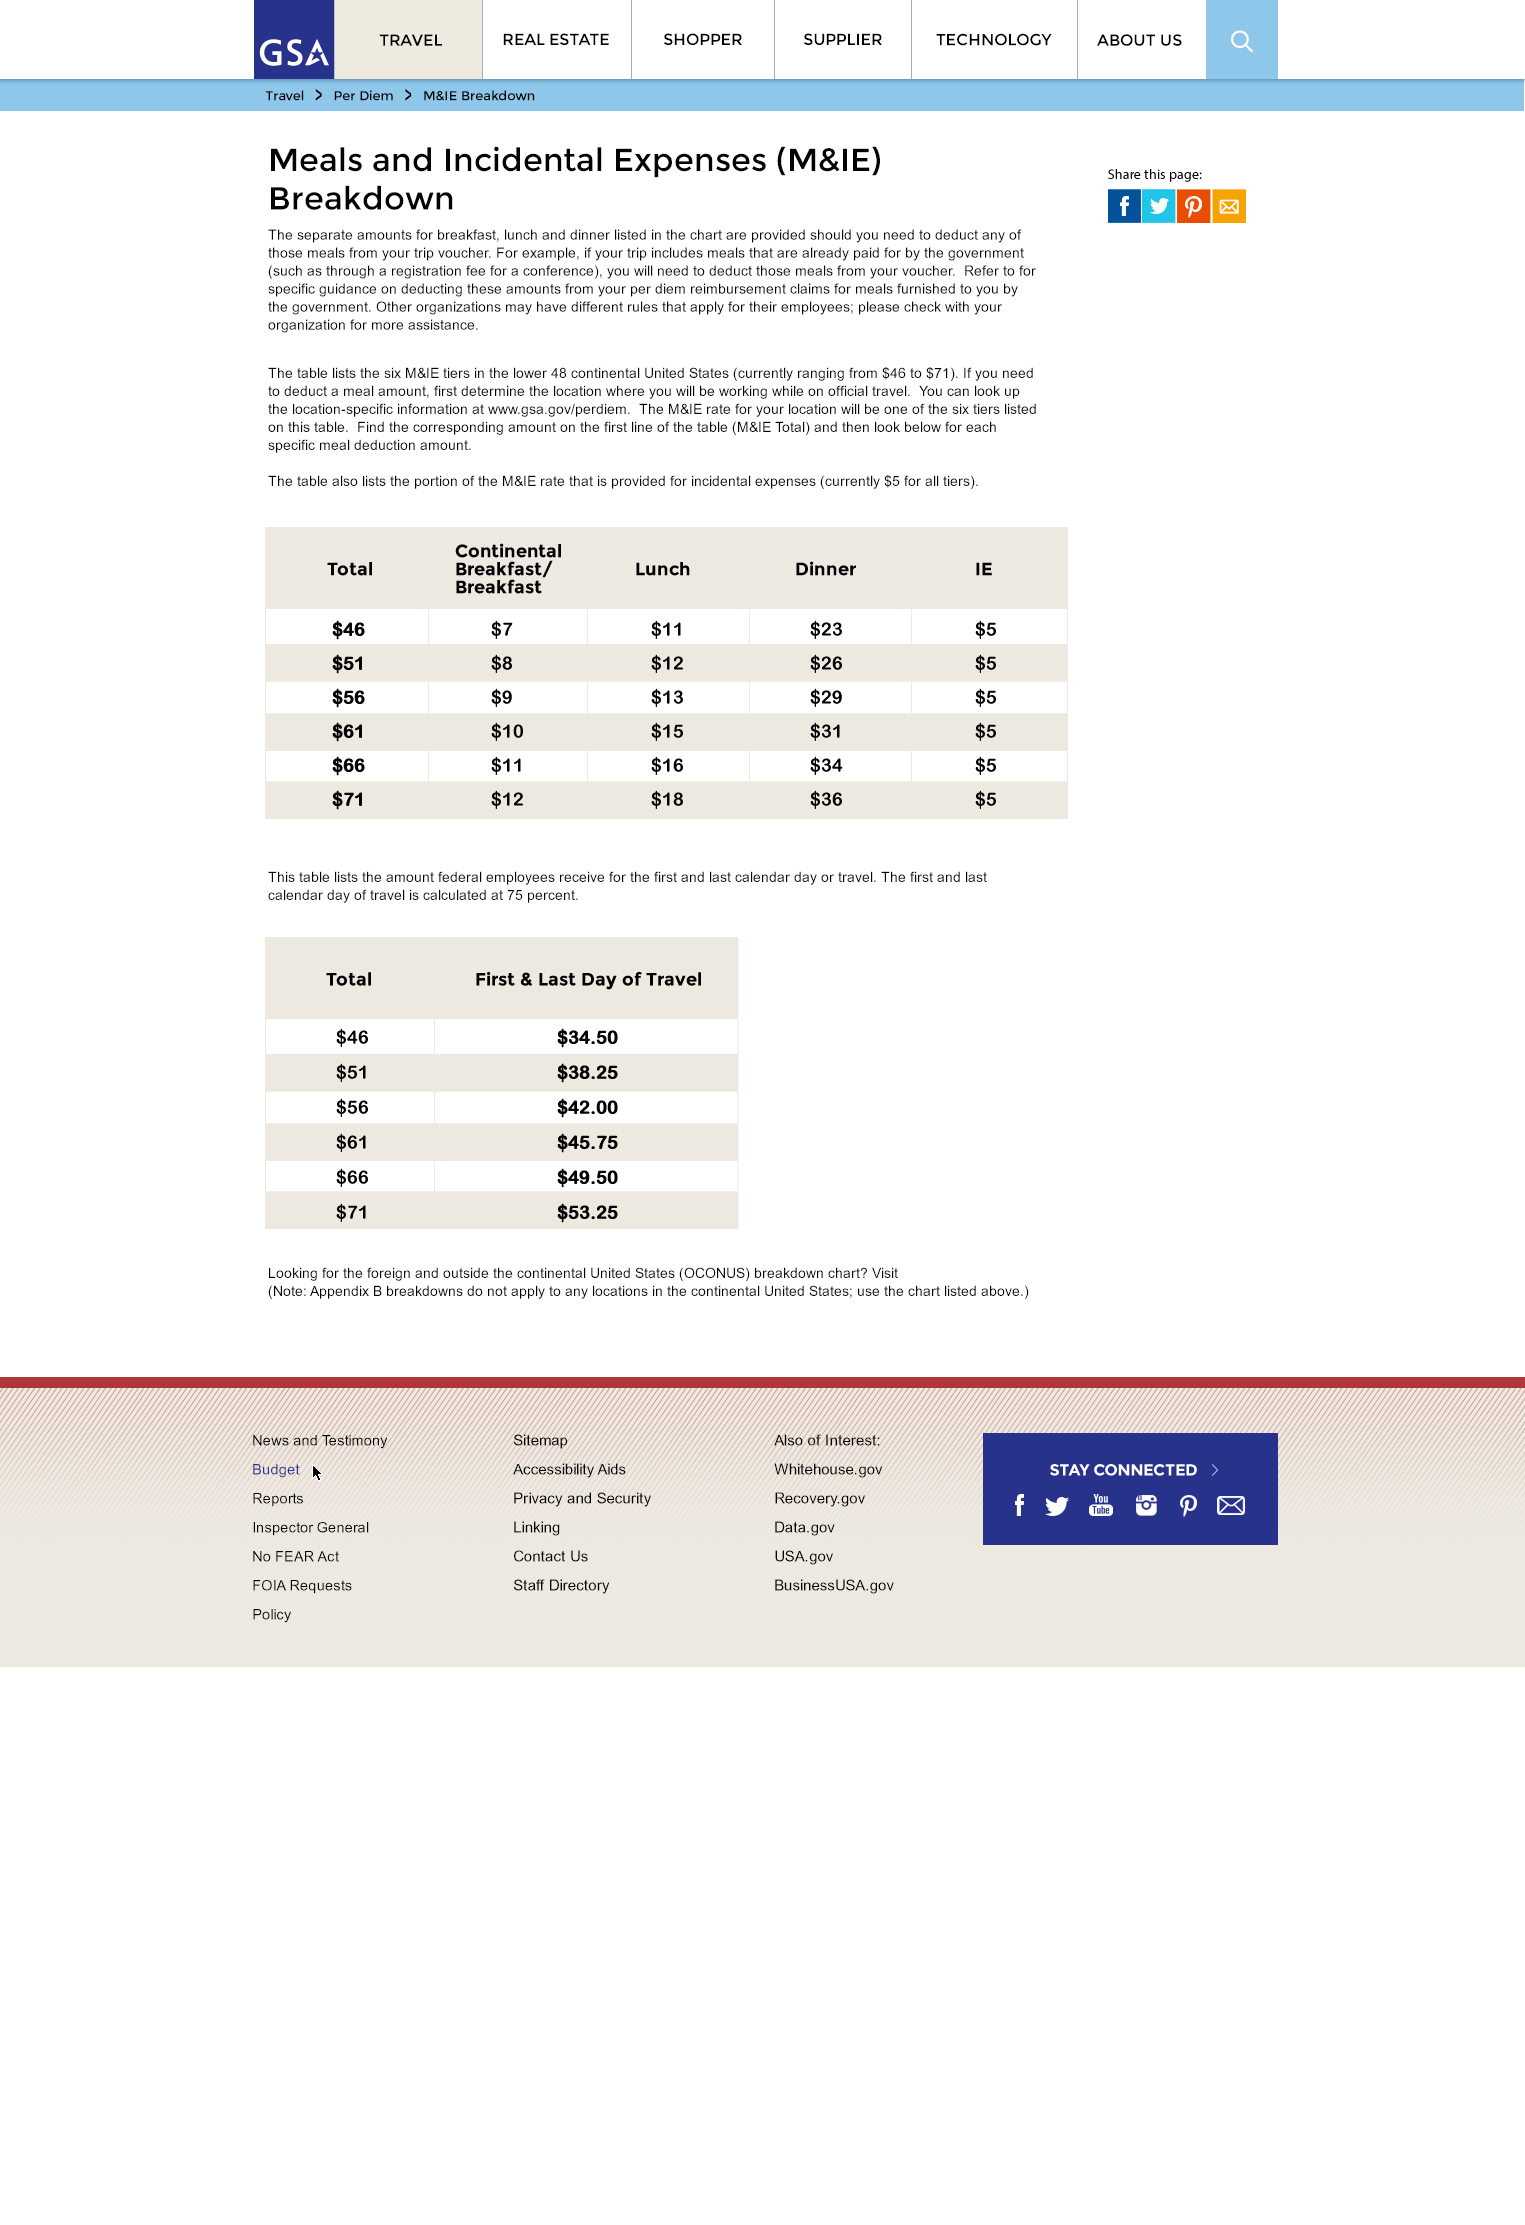 GSA
TRAVEL
REAL ESTATE
SHOPPER
SUPPLIER
TECHNOLOGY
ABOUT US
Travel > Per Diem > M&IE Breakdown
Meals and Incidental Expenses (M&IE)
Breakdown
Share this page:
The separate amounts for breakfast, lunch and dinner listed in the chart are provided should you need to deduct any of
those meals from your trip voucher. For example, if your trip includes meals that are already paid for by the government
(such as through a registration fee for a conference), you will need to deduct those meals from your voucher.  Refer to for
specific guidance on deducting these amounts from your per diem reimbursement claims for meals furnished to you by
the government. Other organizations may have different rules that apply for their employees; please check with your
organization for more assistance.
The table lists the six M&IE tiers in the lower 48 continental United States (currently ranging from $46 to $71). If you need
to deduct a meal amount, first determine the location where you will be working while on official travel.  You can look up
the location-specific information at www.gsa.gov/perdiem.  The M&IE rate for your location will be one of the six tiers listed
on this table.  Find the corresponding amount on the first line of the table (M&IE Total) and then look below for each
specific meal deduction amount.
The table also lists the portion of the M&IE rate that is provided for incidental expenses (currently $5 for all tiers).
Total
Continental
Breakfast/
Breakfast
Lunch
Dinner
IE
$46 $7 $11 $23 $5
$51 $8 $12 $26 $5
$56 $9 $13 $29 $5
$61 $10 $15 $31 $5
$66 $11 $16 $34 $5
$71 $12 $18 $36 $5
This table lists the amount federal employees receive for the first and last calendar day or travel. The first and last
calendar day of travel is calculated at 75 percent.
Total First & Last Day of Travel
$46 $34.50
$51 $38.25
$56 $42.00
$61 $45.75
$66 $49.50
$71 $53.25
Looking for the foreign and outside the continental United States (OCONUS) breakdown chart? Visit
(Note: Appendix B breakdowns do not apply to any locations in the continental United States; use the chart listed above.)
News and Testimony
Budget
Reports
Inspector General
No FEAR Act
FOIA Requests
Policy
Sitemap
Accessibility Aids
Privacy and Security
Linking
Contact Us
Staff Directory
Also of Interest:
Whitehouse.gov
Recovery.gov
Data.gov
USA.gov
BusinessUSA.gov
STAY CONNECTED
You
Tube